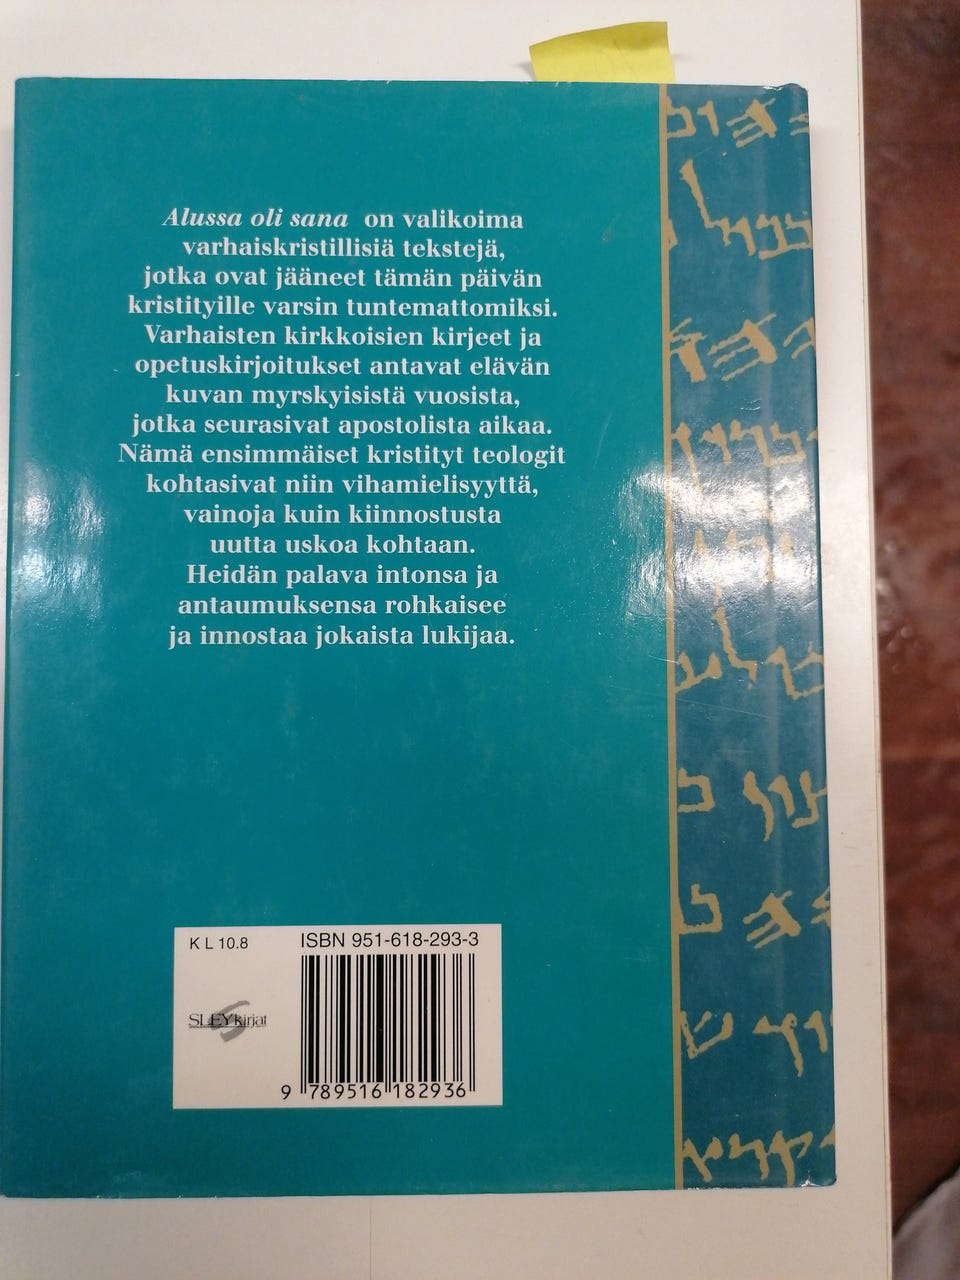 Alussa oli sana on valikoima
varhaiskristillisiä tekstejä,
jotka ovat jääneet tämän päivän
kristityille varsin tuntemattomiksi.
Varhaisten kirkkoisien kirjeet ja
opetuskirjoitukset antavat elävän
kuvan myrskyisistä vuosista,
jotka seurasivat apostolista aikaa.
Nämä ensimmäiset kristityt teologit
kohtasivat niin vihamielisyyttä,
vainoja kuin kiinnostusta
uutta uskoa kohtaan.
Heidän palava intonsa ja
antaumuksensa rohkaisee
ja innostaa jokaista lukijaa.
K L 10.8
ISBN 951-618-293-3
SLEY kirjat
9 789516 182936